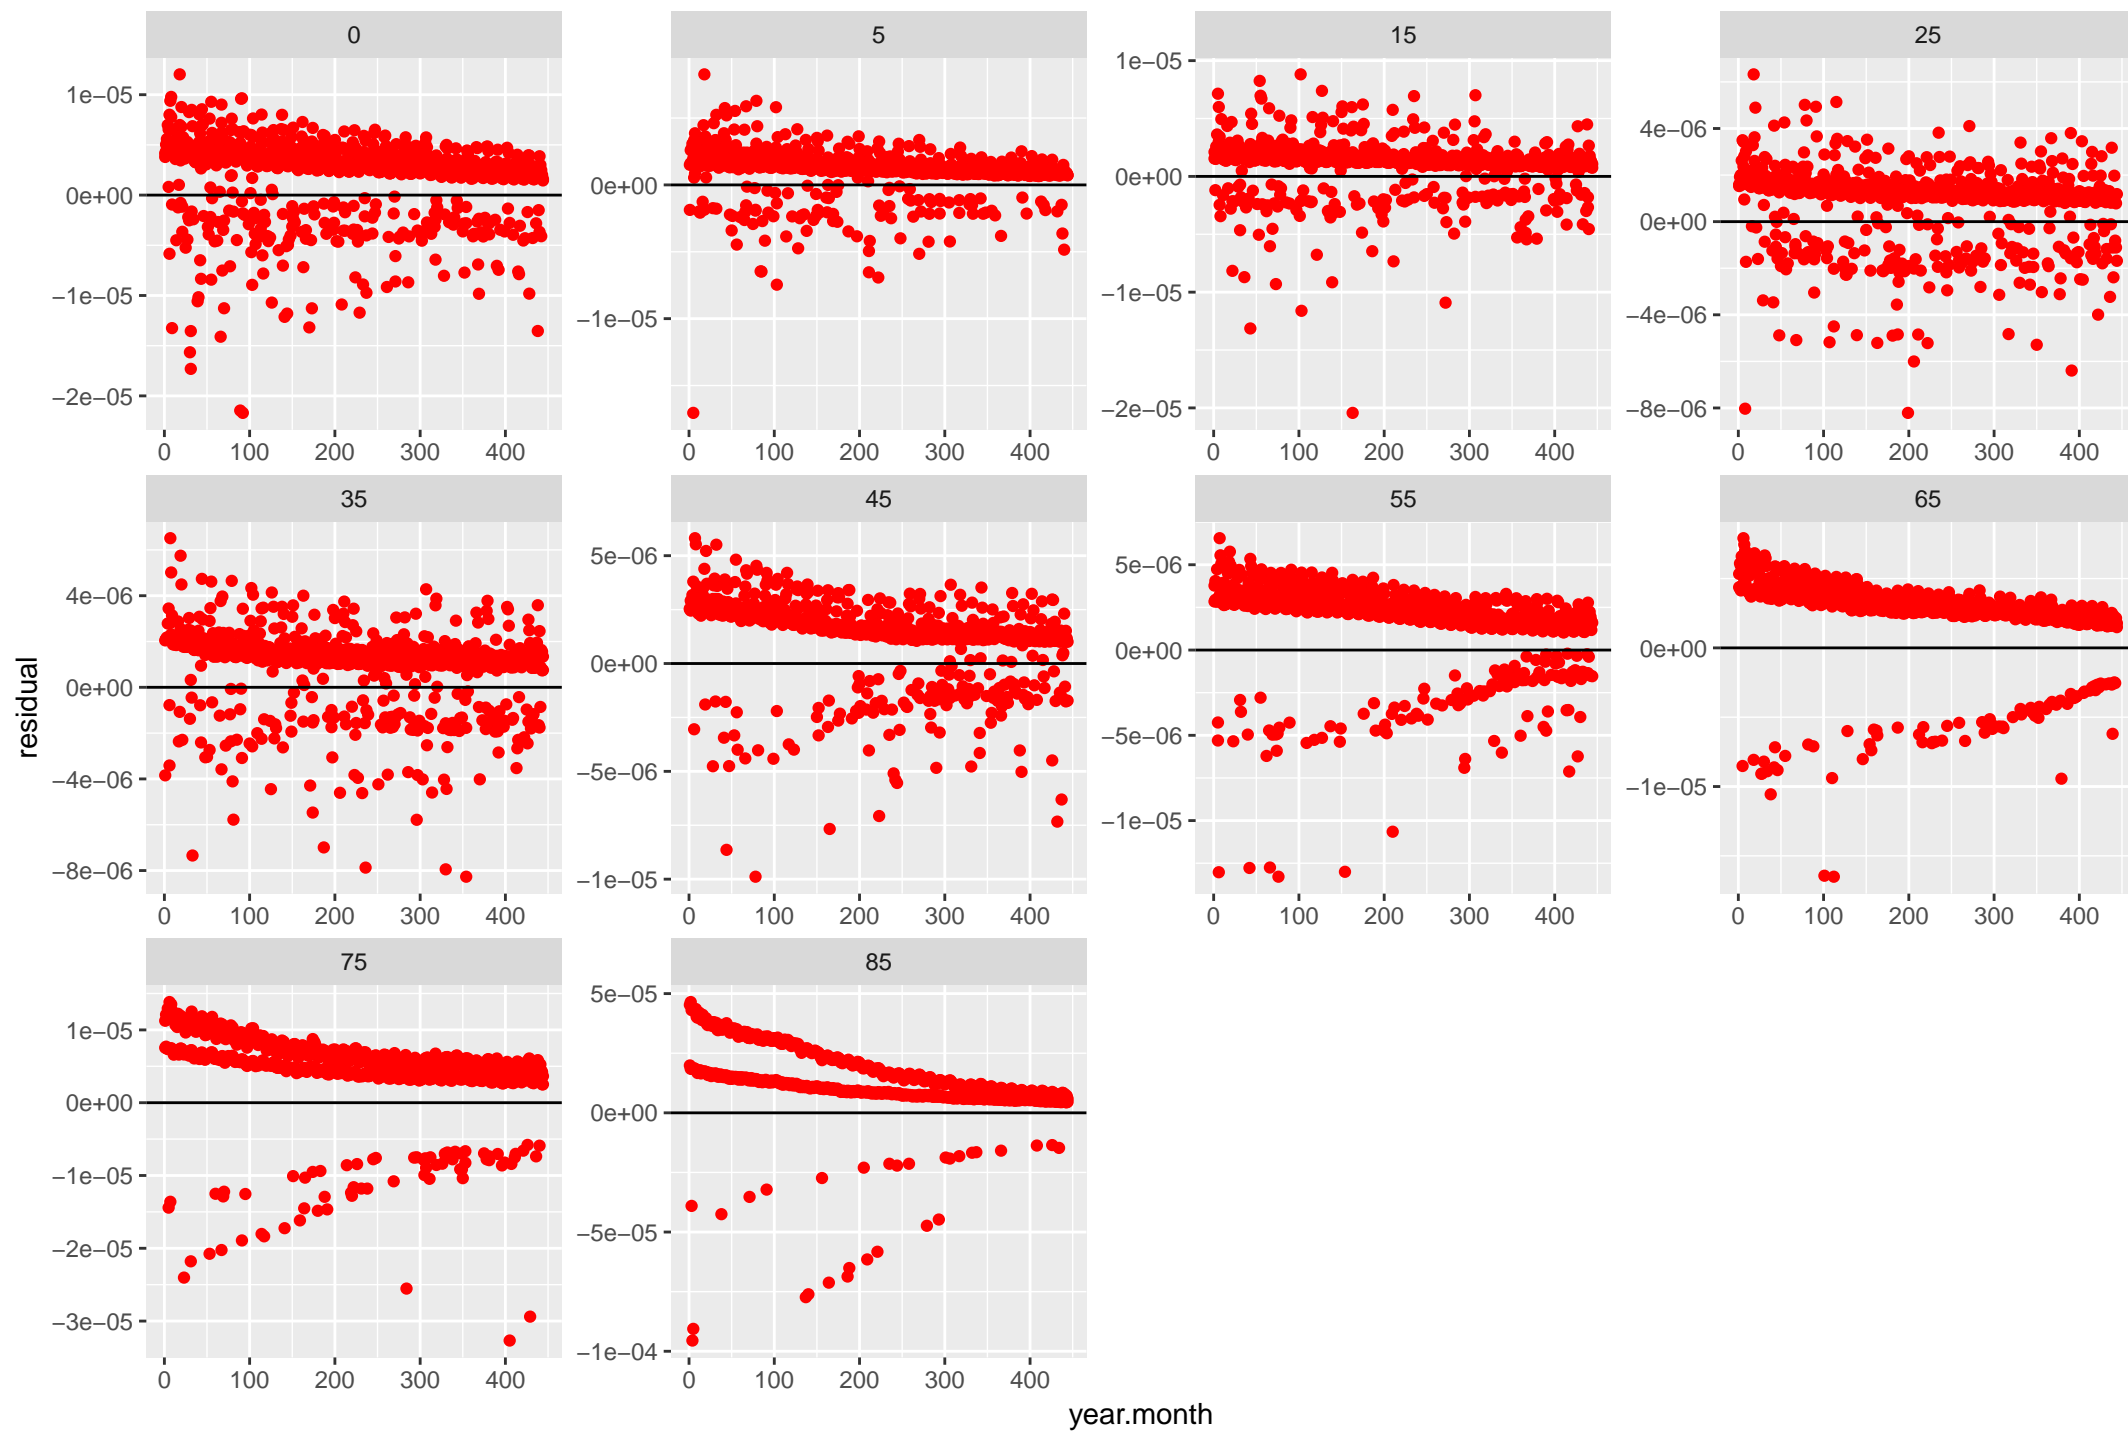 0 5 15 25
1e−05 0e+00 −1e−05 −2e−05
0e+00 −1e−05
1e−05 0e+00 −1e−05 −2e−05
4e−06 0e+00 −4e−06 −8e−06
0 100 200 300 400 0 100 200 300 400 0 100 200 300 400 0 100 200 300 400
35 45 55 65
4e−06 0e+00 −4e−06 −8e−06
5e−06 0e+00 −5e−06 −1e−05
5e−06 0e+00 −5e−06 −1e−05
0e+00 −1e−05
0 100 200 300 400 0 100 200 300 400 0 100 200 300 400 0 100 200 300 400
75 85
1e−05 0e+00 −1e−05 −2e−05 −3e−05
5e−05 0e+00 −5e−05 −1e−04
0 100 200 300 400 0 100 200 300 400
residual
year.month